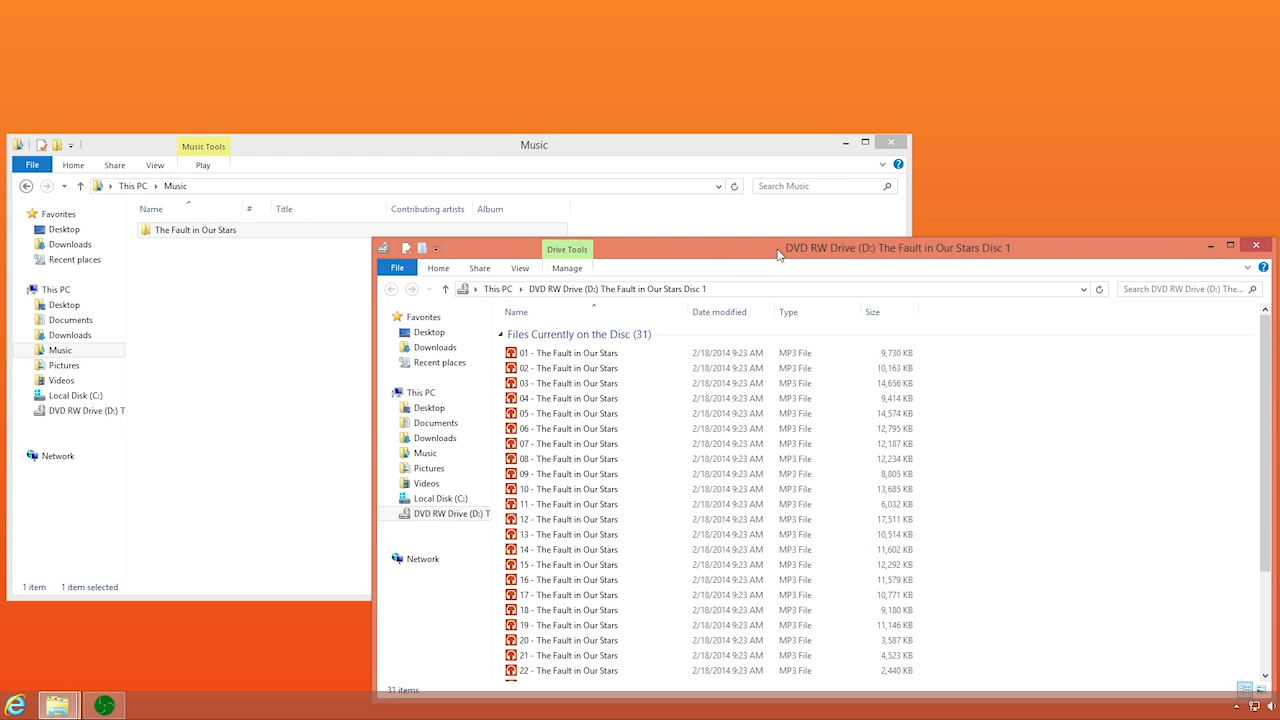 Music Tools
Music
File Home Share View Play
This PC Music
Search Music
Name # Title Contributing artists Album
Favorites
Desktop
Downloads
Recent places
This PC
Desktop
Documents
Downloads
Music
Pictures
Videos
Local Disk (C:)
DVD RW Drive (D:) T
Network
The Fault in Our Stars
1 item 1 item selected
Drive Tools
DVD RW Drive (D:) The Fault in Our Stars Disc 1
File Home Share View Manage
This PC DVD RW Drive (D:) The Fault in Our Stars Disc 1
Search DVD RW Drive (D:) The...
Favorites
Desktop
Downloads
Recent places
This PC
Desktop
Documents
Downloads
Music
Pictures
Videos
Local Disk (C:)
DVD RW Drive (D:) T
Network
Name Date modified Type Size
Files Currently on the Disc (31)
01 - The Fault in Our Stars 2/18/2014 9:23 AM MP3 File 9,730 KB
02 - The Fault in Our Stars 2/18/2014 9:23 AM MP3 File 10,163 KB
03 - The Fault in Our Stars 2/18/2014 9:23 AM MP3 File 14,656 KB
04 - The Fault in Our Stars 2/18/2014 9:23 AM MP3 File 9,414 KB
05 - The Fault in Our Stars 2/18/2014 9:23 AM MP3 File 14,574 KB
06 - The Fault in Our Stars 2/18/2014 9:23 AM MP3 File 12,795 KB
07 - The Fault in Our Stars 2/18/2014 9:23 AM MP3 File 12,187 KB
08 - The Fault in Our Stars 2/18/2014 9:23 AM MP3 File 12,234 KB
09 - The Fault in Our Stars 2/18/2014 9:23 AM MP3 File 8,805 KB
10 - The Fault in Our Stars 2/18/2014 9:23 AM MP3 File 13,685 KB
11 - The Fault in Our Stars 2/18/2014 9:23 AM MP3 File 6,032 KB
12 - The Fault in Our Stars 2/18/2014 9:23 AM MP3 File 17,511 KB
13 - The Fault in Our Stars 2/18/2014 9:23 AM MP3 File 10,514 KB
14 - The Fault in Our Stars 2/18/2014 9:23 AM MP3 File 11,602 KB
15 - The Fault in Our Stars 2/18/2014 9:23 AM MP3 File 12,292 KB
16 - The Fault in Our Stars 2/18/2014 9:23 AM MP3 File 11,579 KB
17 - The Fault in Our Stars 2/18/2014 9:23 AM MP3 File 10,771 KB
18 - The Fault in Our Stars 2/18/2014 9:23 AM MP3 File 9,180 KB
19 - The Fault in Our Stars 2/18/2014 9:23 AM MP3 File 11,146 KB
20 - The Fault in Our Stars 2/18/2014 9:23 AM MP3 File 3,587 KB
21 - The Fault in Our Stars 2/18/2014 9:23 AM MP3 File 4,523 KB
22 - The Fault in Our Stars 2/18/2014 9:23 AM MP3 File 2,440 KB
31 items